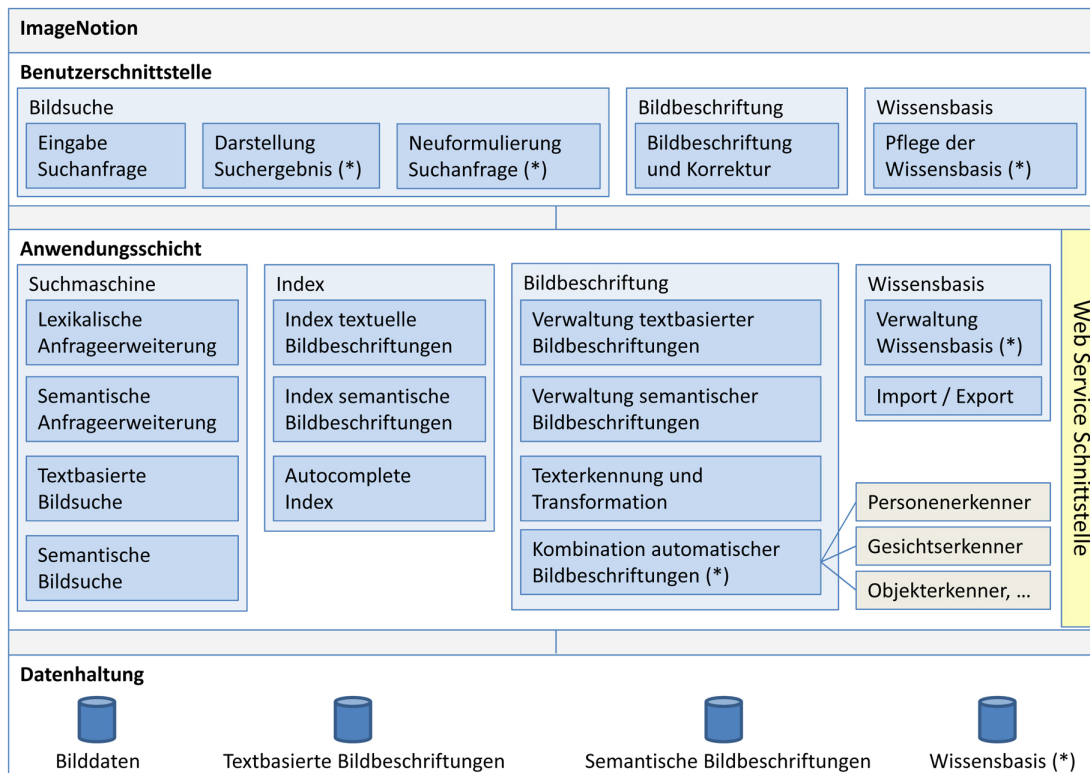 ImageNotion
Benutzerschnittstelle
Bildsuche
Eingabe
Suchanfrage
Darstellung
Suchergebnis (*)
Neuformulierung
Suchanfrage (*)
Bildbeschriftung
Bildbeschriftung
und Korrektur
Wissensbasis
Pflege der
Wissensbasis (*)
Anwendungsschicht
Suchmaschine
Lexikalische
Anfrageerweiterung
Semantische
Anfrageerweiterung
Textbasierte
Bildsuche
Semantische
Bildsuche
Index
Index textuelle
Bildbeschriftungen
Index semantische
Bildbeschriftungen
Autocomplete
Index
Bildbeschriftung
Verwaltung textbasierter
Bildbeschriftungen
Verwaltung semantischer
Bildbeschriftungen
Texterkennung und
Transformation
Kombination automatischer
Bildbeschriftungen (*)
Wissensbasis
Verwaltung
Wissensbasis (*)
Import / Export
Personenerkenner
Gesichtserkenner
Objekterkenner, ...
Web Service Schnittstelle
Datenhaltung
Bilddaten
Textbasierte Bildbeschriftungen
Semantische Bildbeschriftungen
Wissensbasis (*)